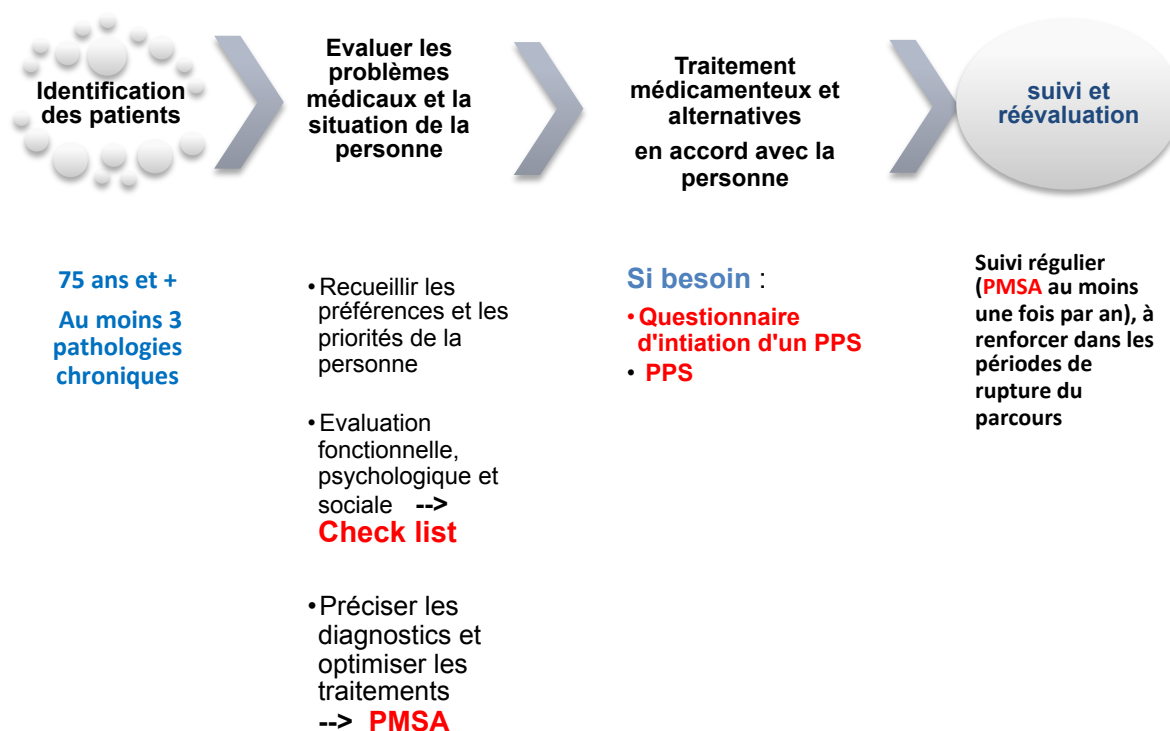 Identification
des patients
Evaluer les
problèmes
médicaux et la
situation de la
personne
Traitement
médicamenteux et
alternatives
en accord avec la
personne
suivi et
réévaluation
75 ans et +
Au moins 3
pathologies
chroniques
•Recueillir les
préférences et les
priorités de la
personne
•Evaluation
fonctionnelle,
psychologique et
sociale -->
Check list
•Préciser les
diagnostics et
optimiser les
traitements
--> PMSA
Si besoin :
•Questionnaire
d'intiation d'un PPS
• PPS
Suivi régulier
(PMSA au moins
une fois par an), à
renforcer dans les
périodes de
rupture du
parcours